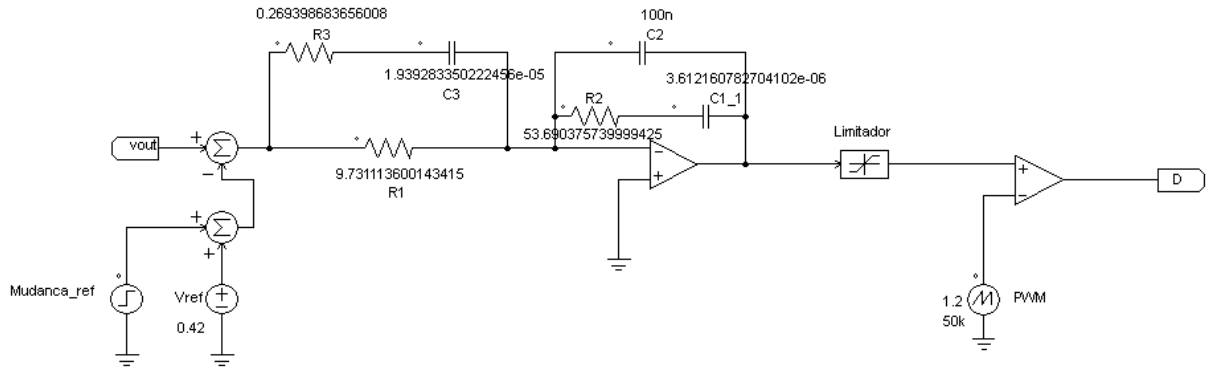 0.269398683656008
R3
1.9392833350222456e-05
C3
100n
C2
3.612160782704102e-06
R2
C1_1
53.690375739999425
vout
9.731113600143415
R1
Limitador
D
Mudanca_ref
Vref
0.42
1.2
50k
PWM